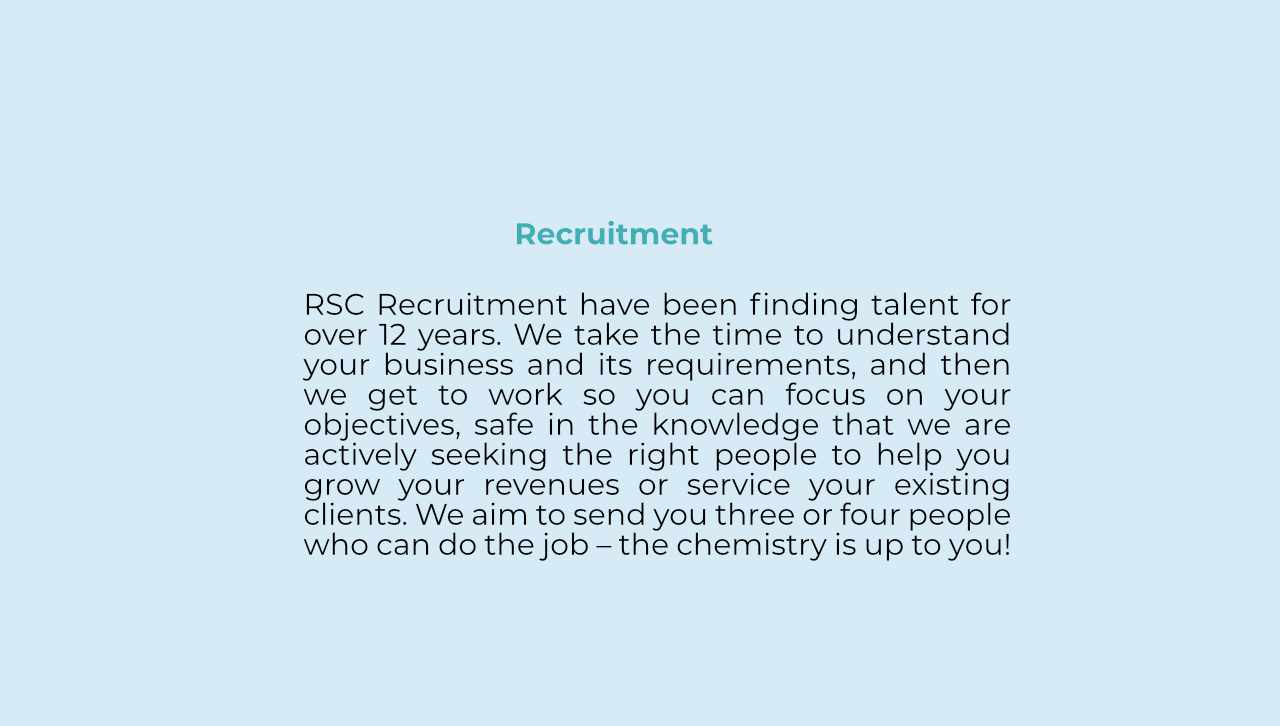 Recruitment
RSC Recruitment have been finding talent for
over 12 years. We take the time to understand
your business and its requirements, and then
we get to work so you can focus on your
objectives, safe in the knowledge that we are
actively seeking the right people to help you
grow your revenues or service your existing
clients. We aim to send you three or four people
who can do the job – the chemistry is up to you!